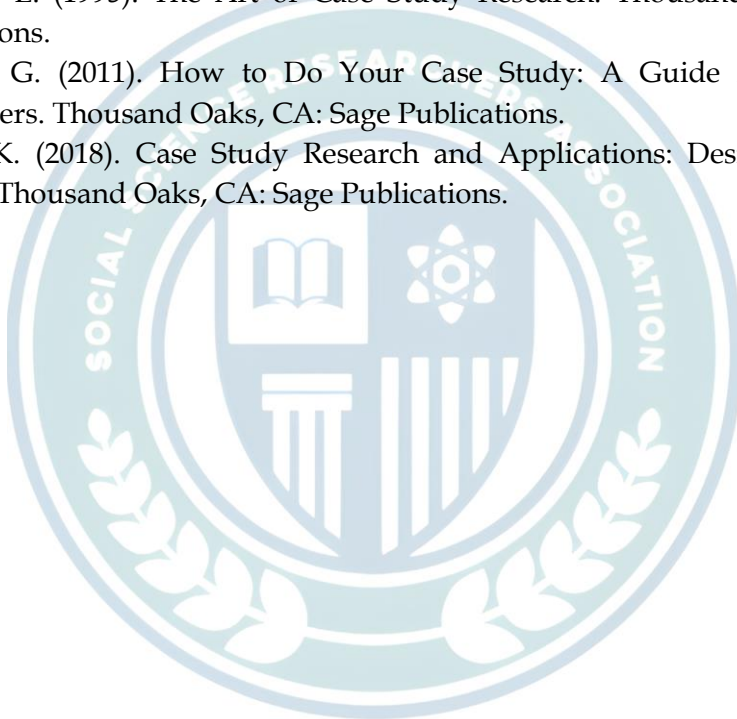 E. (1995). The Art of Case Study Research. Thousand
ons.
G. (2011). How to Do Your Case Study: A Guide
ers. Thousand Oaks, CA: Sage Publications.
K. (2018). Case Study Research and Applications: Des
Thousand Oaks, CA: Sage Publications.
SOCIAL SCIENCE RESEARCHERS ASSOCIATION